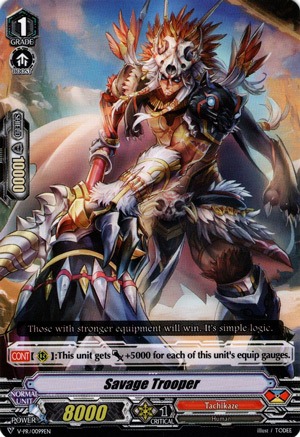 1
GRADE
BOOST
SHIELD
10000
Those with stronger equipment will win. It's simple logic.
CONT : This unit gets +5000 for each of this unit's equip gauges.
Savage Trooper
NORMAL UNIT
POWER 8000
1 CRITICAL
Tachikaze
Human
V-PR/0099EN
Illust / TODEE